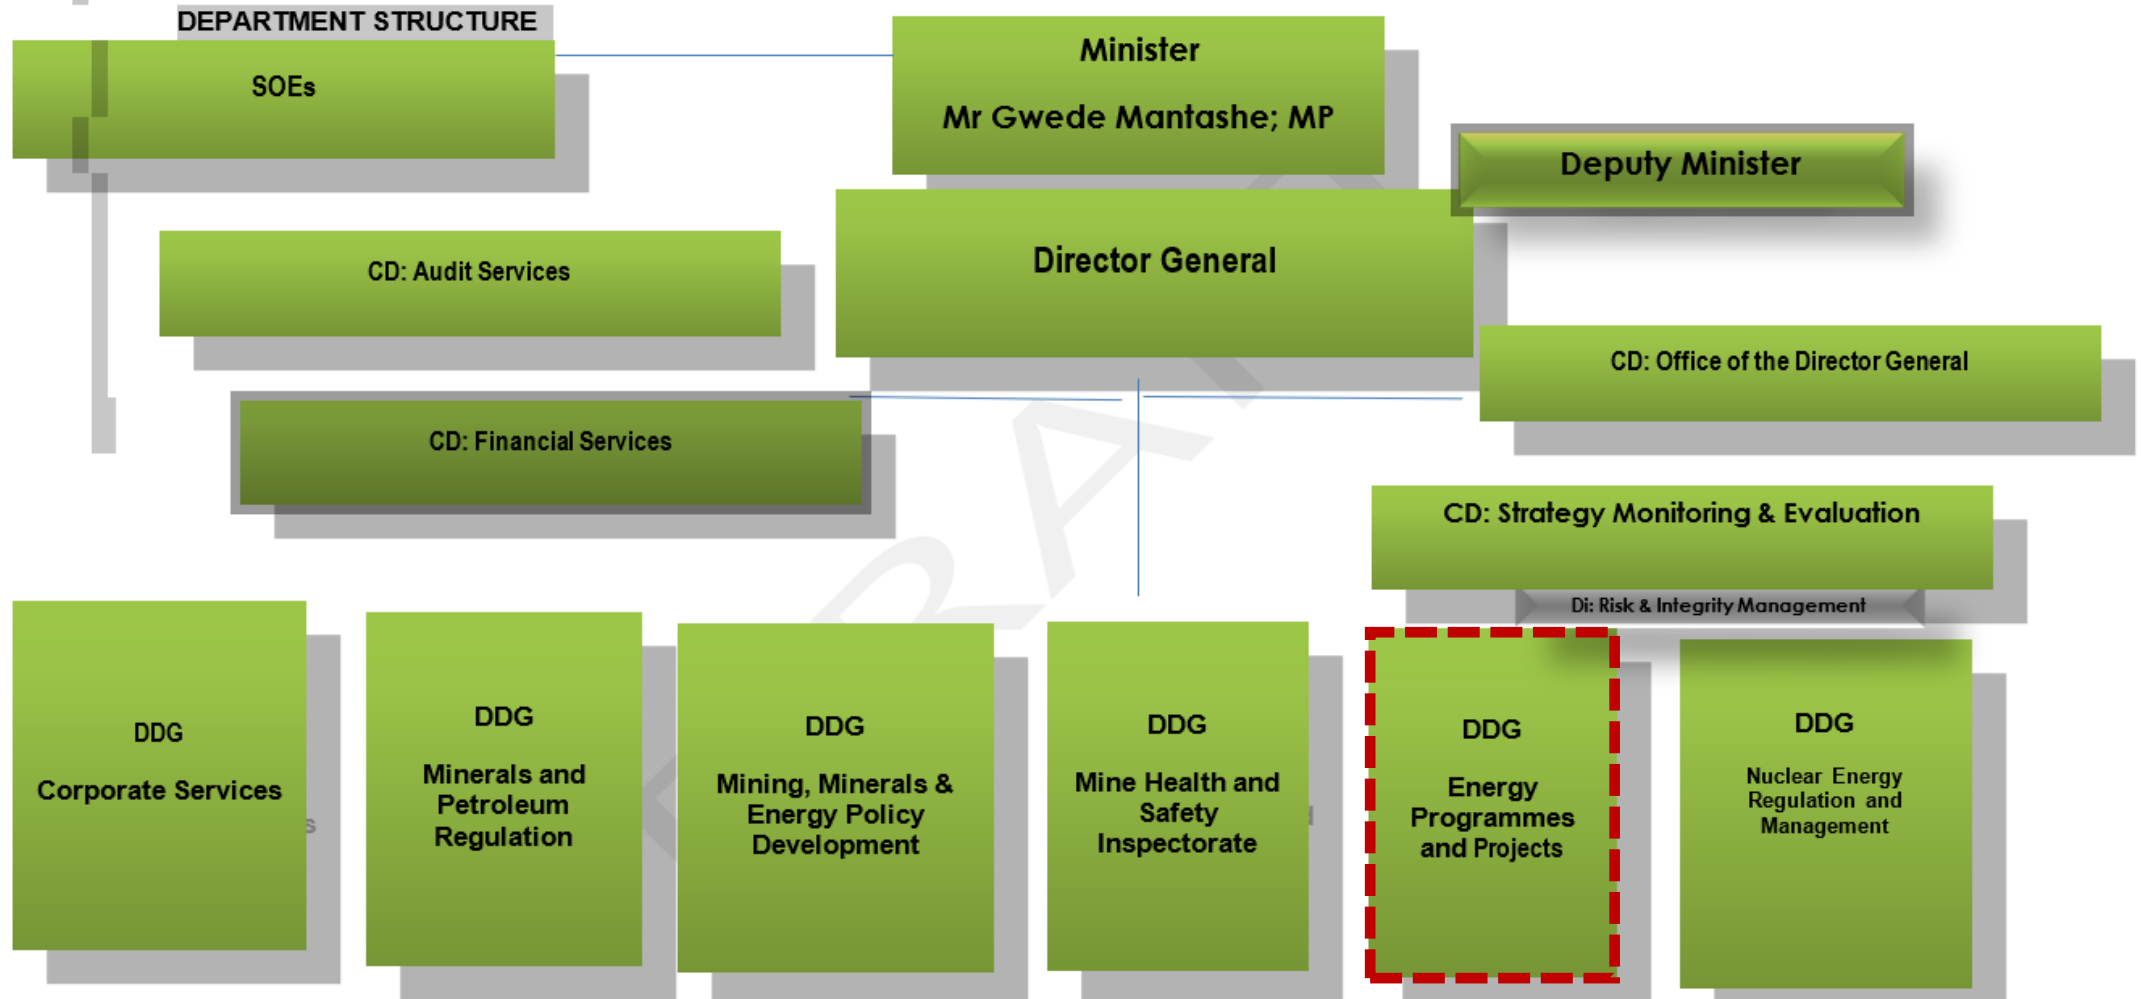 DEPARTMENT STRUCTURE
SOEs
Minister
Mr Gwede Mantashe; MP
Deputy Minister
Director General
CD: Audit Services
CD: Office of the Director General
CD: Financial Services
CD: Strategy Monitoring & Evaluation
Di: Risk & Integrity Management
DDG
Corporate Services
DDG
Minerals and
Petroleum
Regulation
DDG
Mining, Minerals &
Energy Policy
Development
DDG
Mine Health and
Safety
Inspectorate
DDG
Energy
Programmes
and Projects
DDG
Nuclear Energy
Regulation and
Management